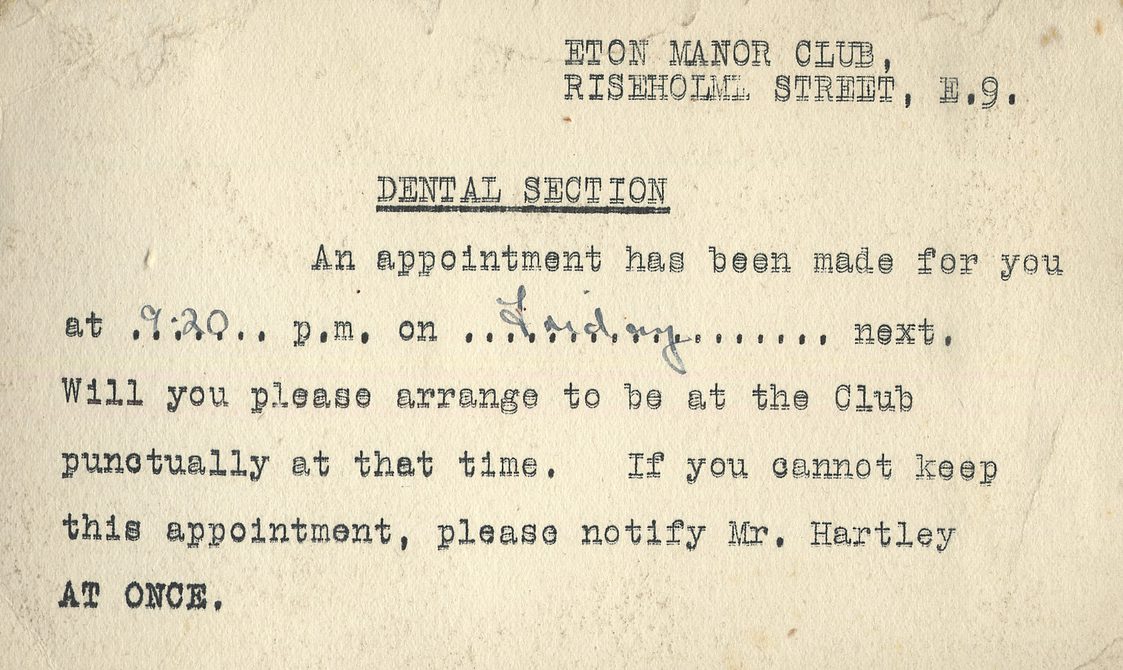 ETON MANOR CLUB,
RISEHOLME STREET, E.9.
DENTAL SECTION
An appointment has been made for you
at .9:20.. p.m. on ..Friday....... next.
Will you please arrange to be at the Club
punctually at that time. If you cannot keep
this appointment, please notify Mr. Hartley
AT ONCE.